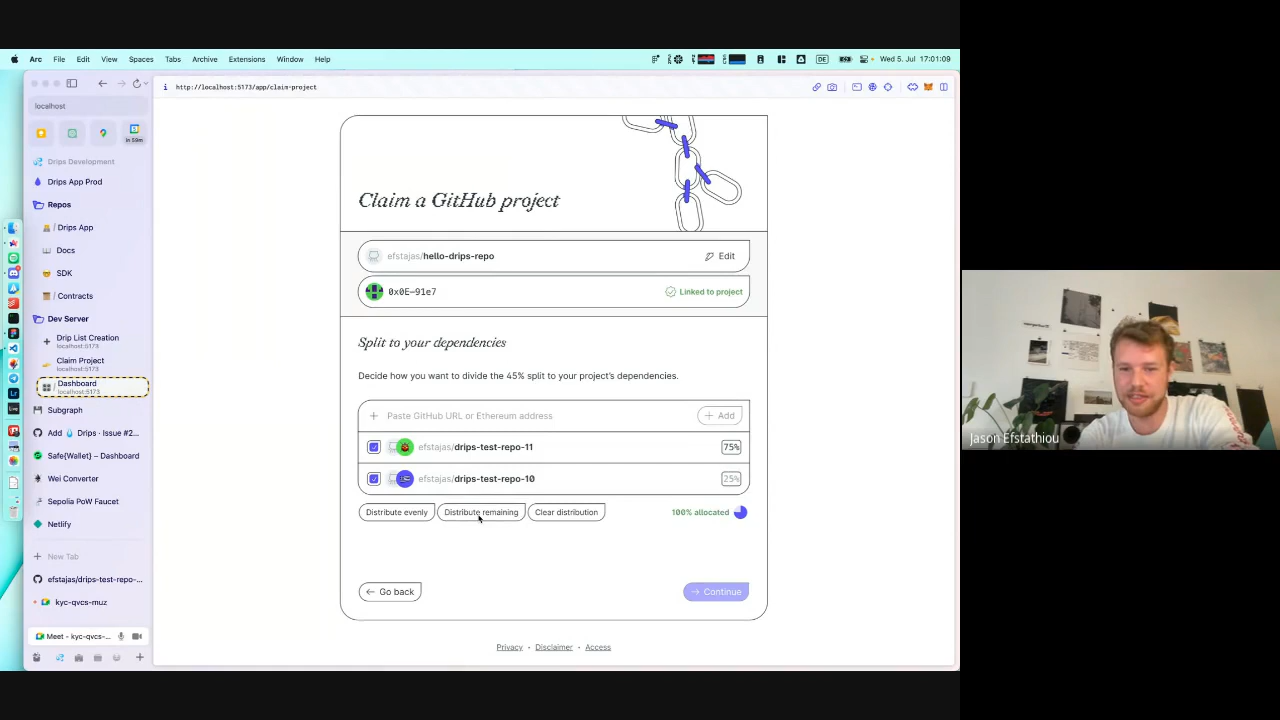 Arc File Edit View Spaces Tabs Archive Extensions Window Help
DE
Wed 5. Jul 17:01:09
http://localhost:5173/app/claim-project
localhost
in 59m
Drips Development
Drips App Prod
Repos
/ Drips App
/ Docs
/ SDK
/ Contracts
Dev Server
Drip List Creation
localhost:5173
Claim Project
localhost:5173
/ Dashboard
localhost:5173
Subgraph
Add 💧 Drips · Issue #2...
Safe{Wallet} – Dashboard
Wei Converter
Sepolia PoW Faucet
Netlify
New Tab
efstajas/drips-test-repo-...
kyc-qvcs-muz
Meet - kyc-qvcs-...
Claim a GitHub project
efstajas/hello-drips-repo
Edit
0x0E—91e7
Linked to project
Split to your dependencies
Decide how you want to divide the 45% split to your project's dependencies.
Paste GitHub URL or Ethereum address
Add
efstajas/drips-test-repo-11
75%
efstajas/drips-test-repo-10
25%
Distribute evenly
Distribute remaining
Clear distribution
100% allocated
Go back
Continue
Privacy • Disclaimer • Access
Jason Efstathiou